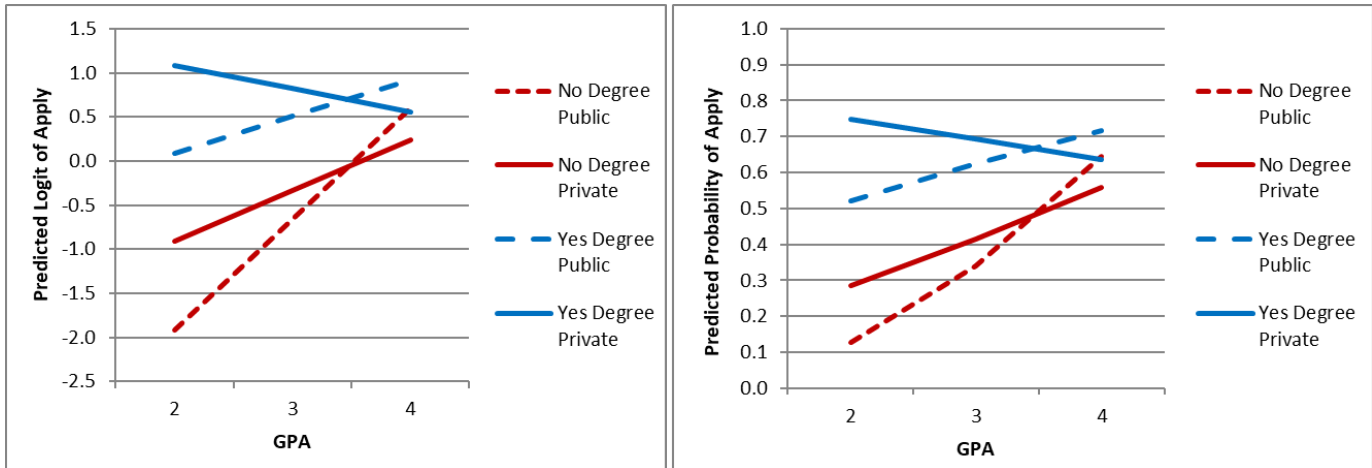 Predicted Logit of Apply
1.5
1.0
0.5
0.0
-0.5
-1.0
-1.5
-2.0
-2.5
2 3 4
GPA
No Degree
Public
No Degree
Private
Yes Degree
Public
Yes Degree
Private
Predicted Probability of Apply
1.0
0.9
0.8
0.7
0.6
0.5
0.4
0.3
0.2
0.1
0.0
2 3 4
GPA
No Degree
Public
No Degree
Private
Yes Degree
Public
Yes Degree
Private